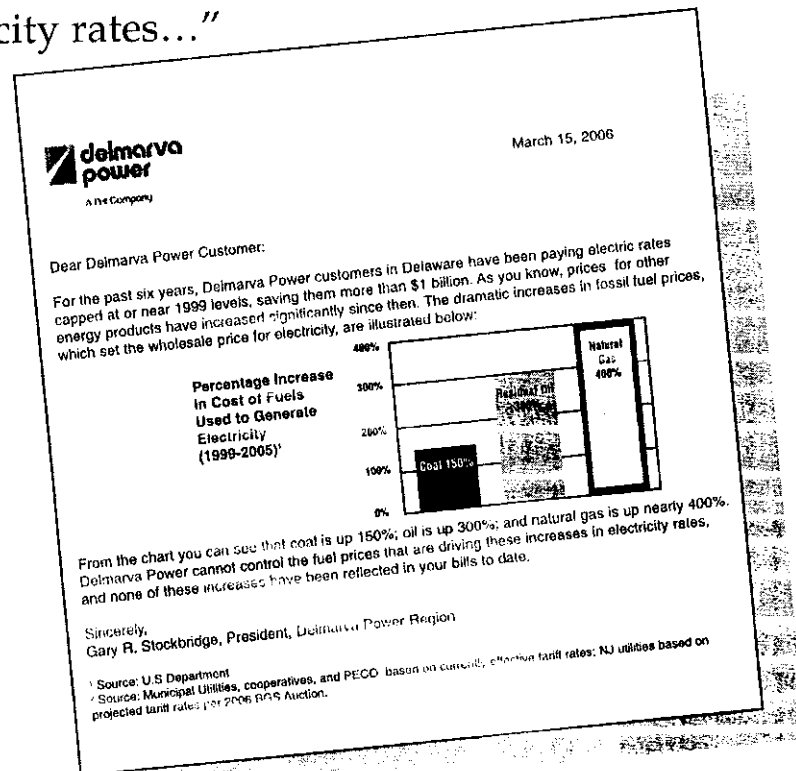 city rates…”
delmarva
power
A PHI Company
March 15, 2006
Dear Delmarva Power Customer:
For the past six years, Delmarva Power customers in Delaware have been paying electric rates
capped at or near 1999 levels, saving them more than $1 billion. As you know, prices for other
energy products have increased significantly since then. The dramatic increases in fossil fuel prices,
which set the wholesale price for electricity, are illustrated below:
Percentage Increase
in Cost of Fuels
Used to Generate
Electricity
(1999-2005)¹
400%
300%
200%
100%
0%
Coal 150%
Residual Oil
300%
Natural
Gas
400%
From the chart you can see that coal is up 150%; oil is up 300%; and natural gas is up nearly 400%.
Delmarva Power cannot control the fuel prices that are driving these increases in electricity rates,
and none of these increases have been reflected in your bills to date.
Sincerely,
Gary R. Stockbridge, President, Delmarva Power Region
¹ Source: U.S Department
² Source: Municipal Utilities, cooperatives, and PECO based on currently effective tariff rates; NJ utilities based on
projected tariff rates per 2006 BGS Auction.